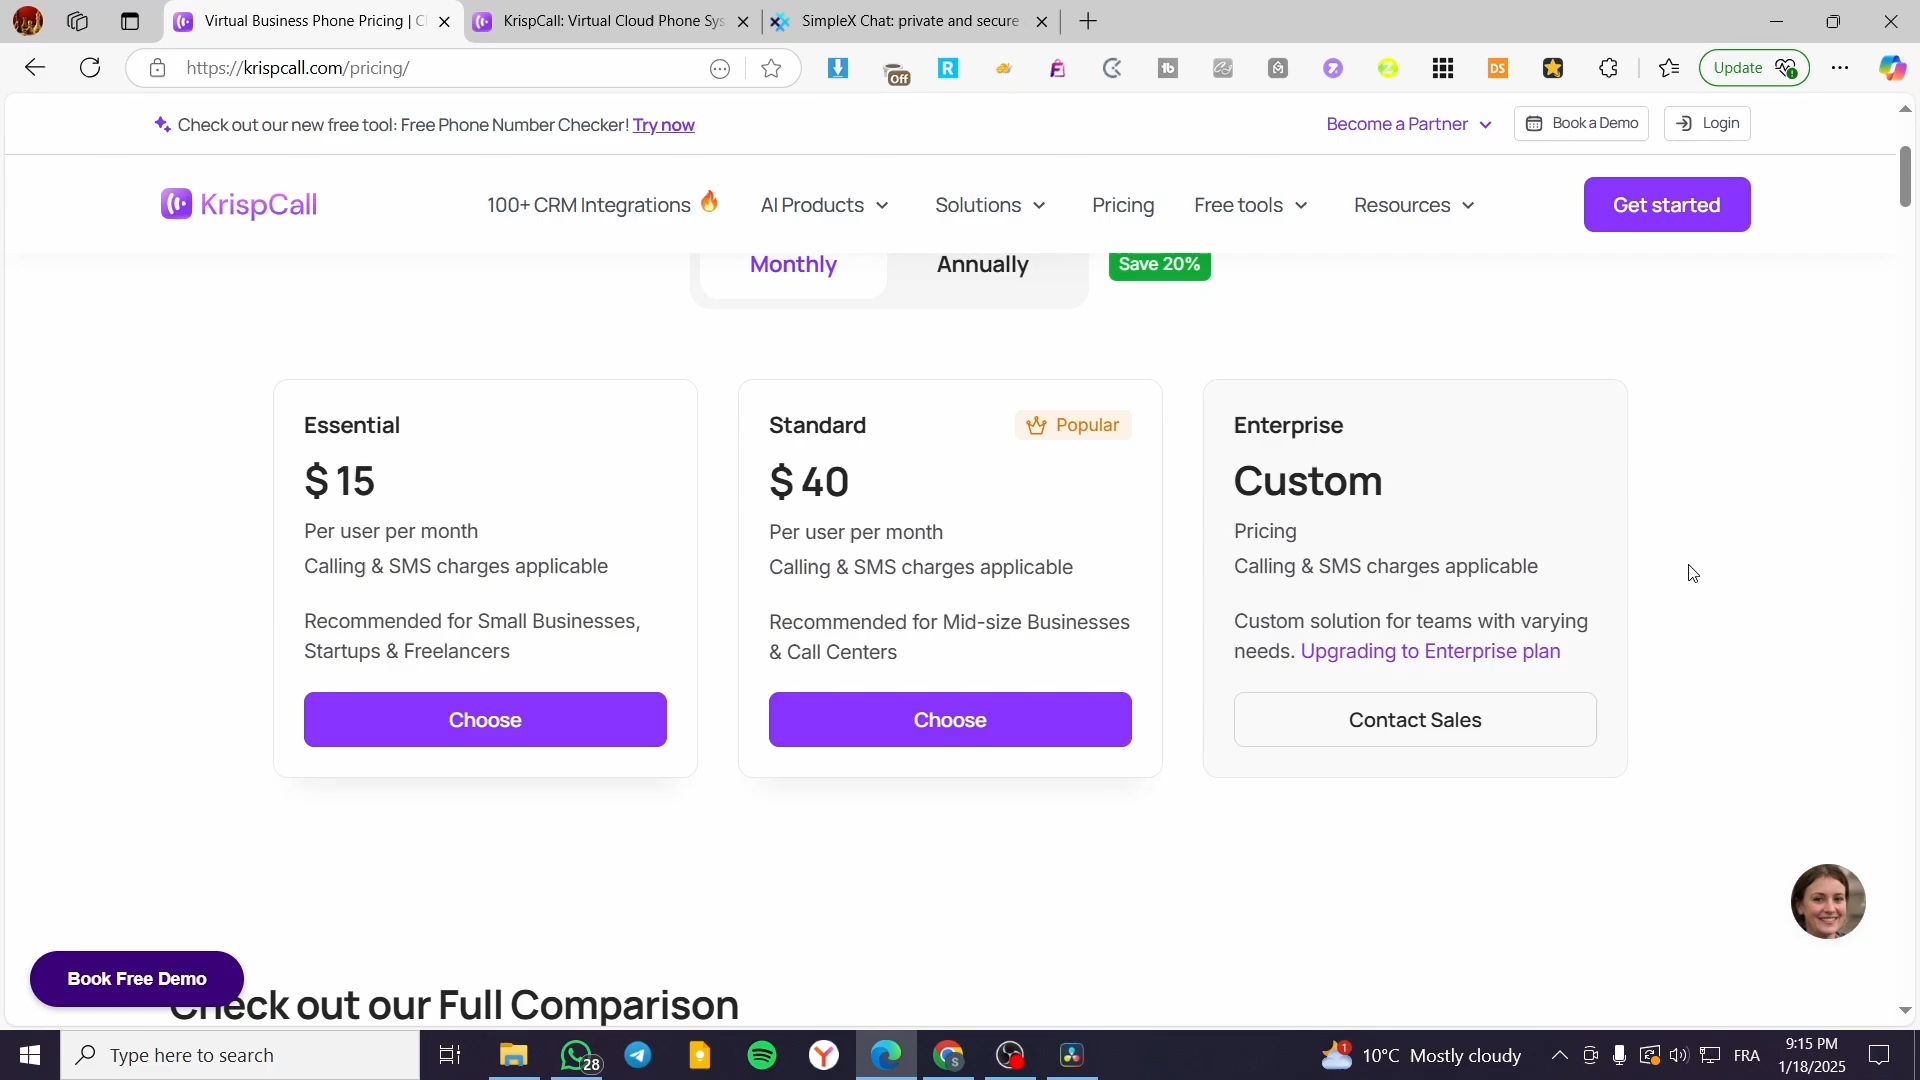 Virtual Business Phone Pricing | Cl
KrispCall: Virtual Cloud Phone Sys
SimpleX Chat: private and secure
https://krispcall.com/pricing/
Off
R
1b
DS
Update
Check out our new free tool: Free Phone Number Checker! Try now
Become a Partner
Book a Demo
Login
KrispCall
100+ CRM Integrations
AI Products
Solutions
Pricing
Free tools
Resources
Get started
Monthly
Annually
Save 20%
Essential
$ 15
Per user per month
Calling & SMS charges applicable
Recommended for Small Businesses,
Startups & Freelancers
Choose
Standard
Popular
$ 40
Per user per month
Calling & SMS charges applicable
Recommended for Mid-size Businesses
& Call Centers
Choose
Enterprise
Custom
Pricing
Calling & SMS charges applicable
Custom solution for teams with varying
needs. Upgrading to Enterprise plan
Contact Sales
Book Free Demo
Check out our Full Comparison
Type here to search
28
1
10°C Mostly cloudy
FRA
9:15 PM
1/18/2025